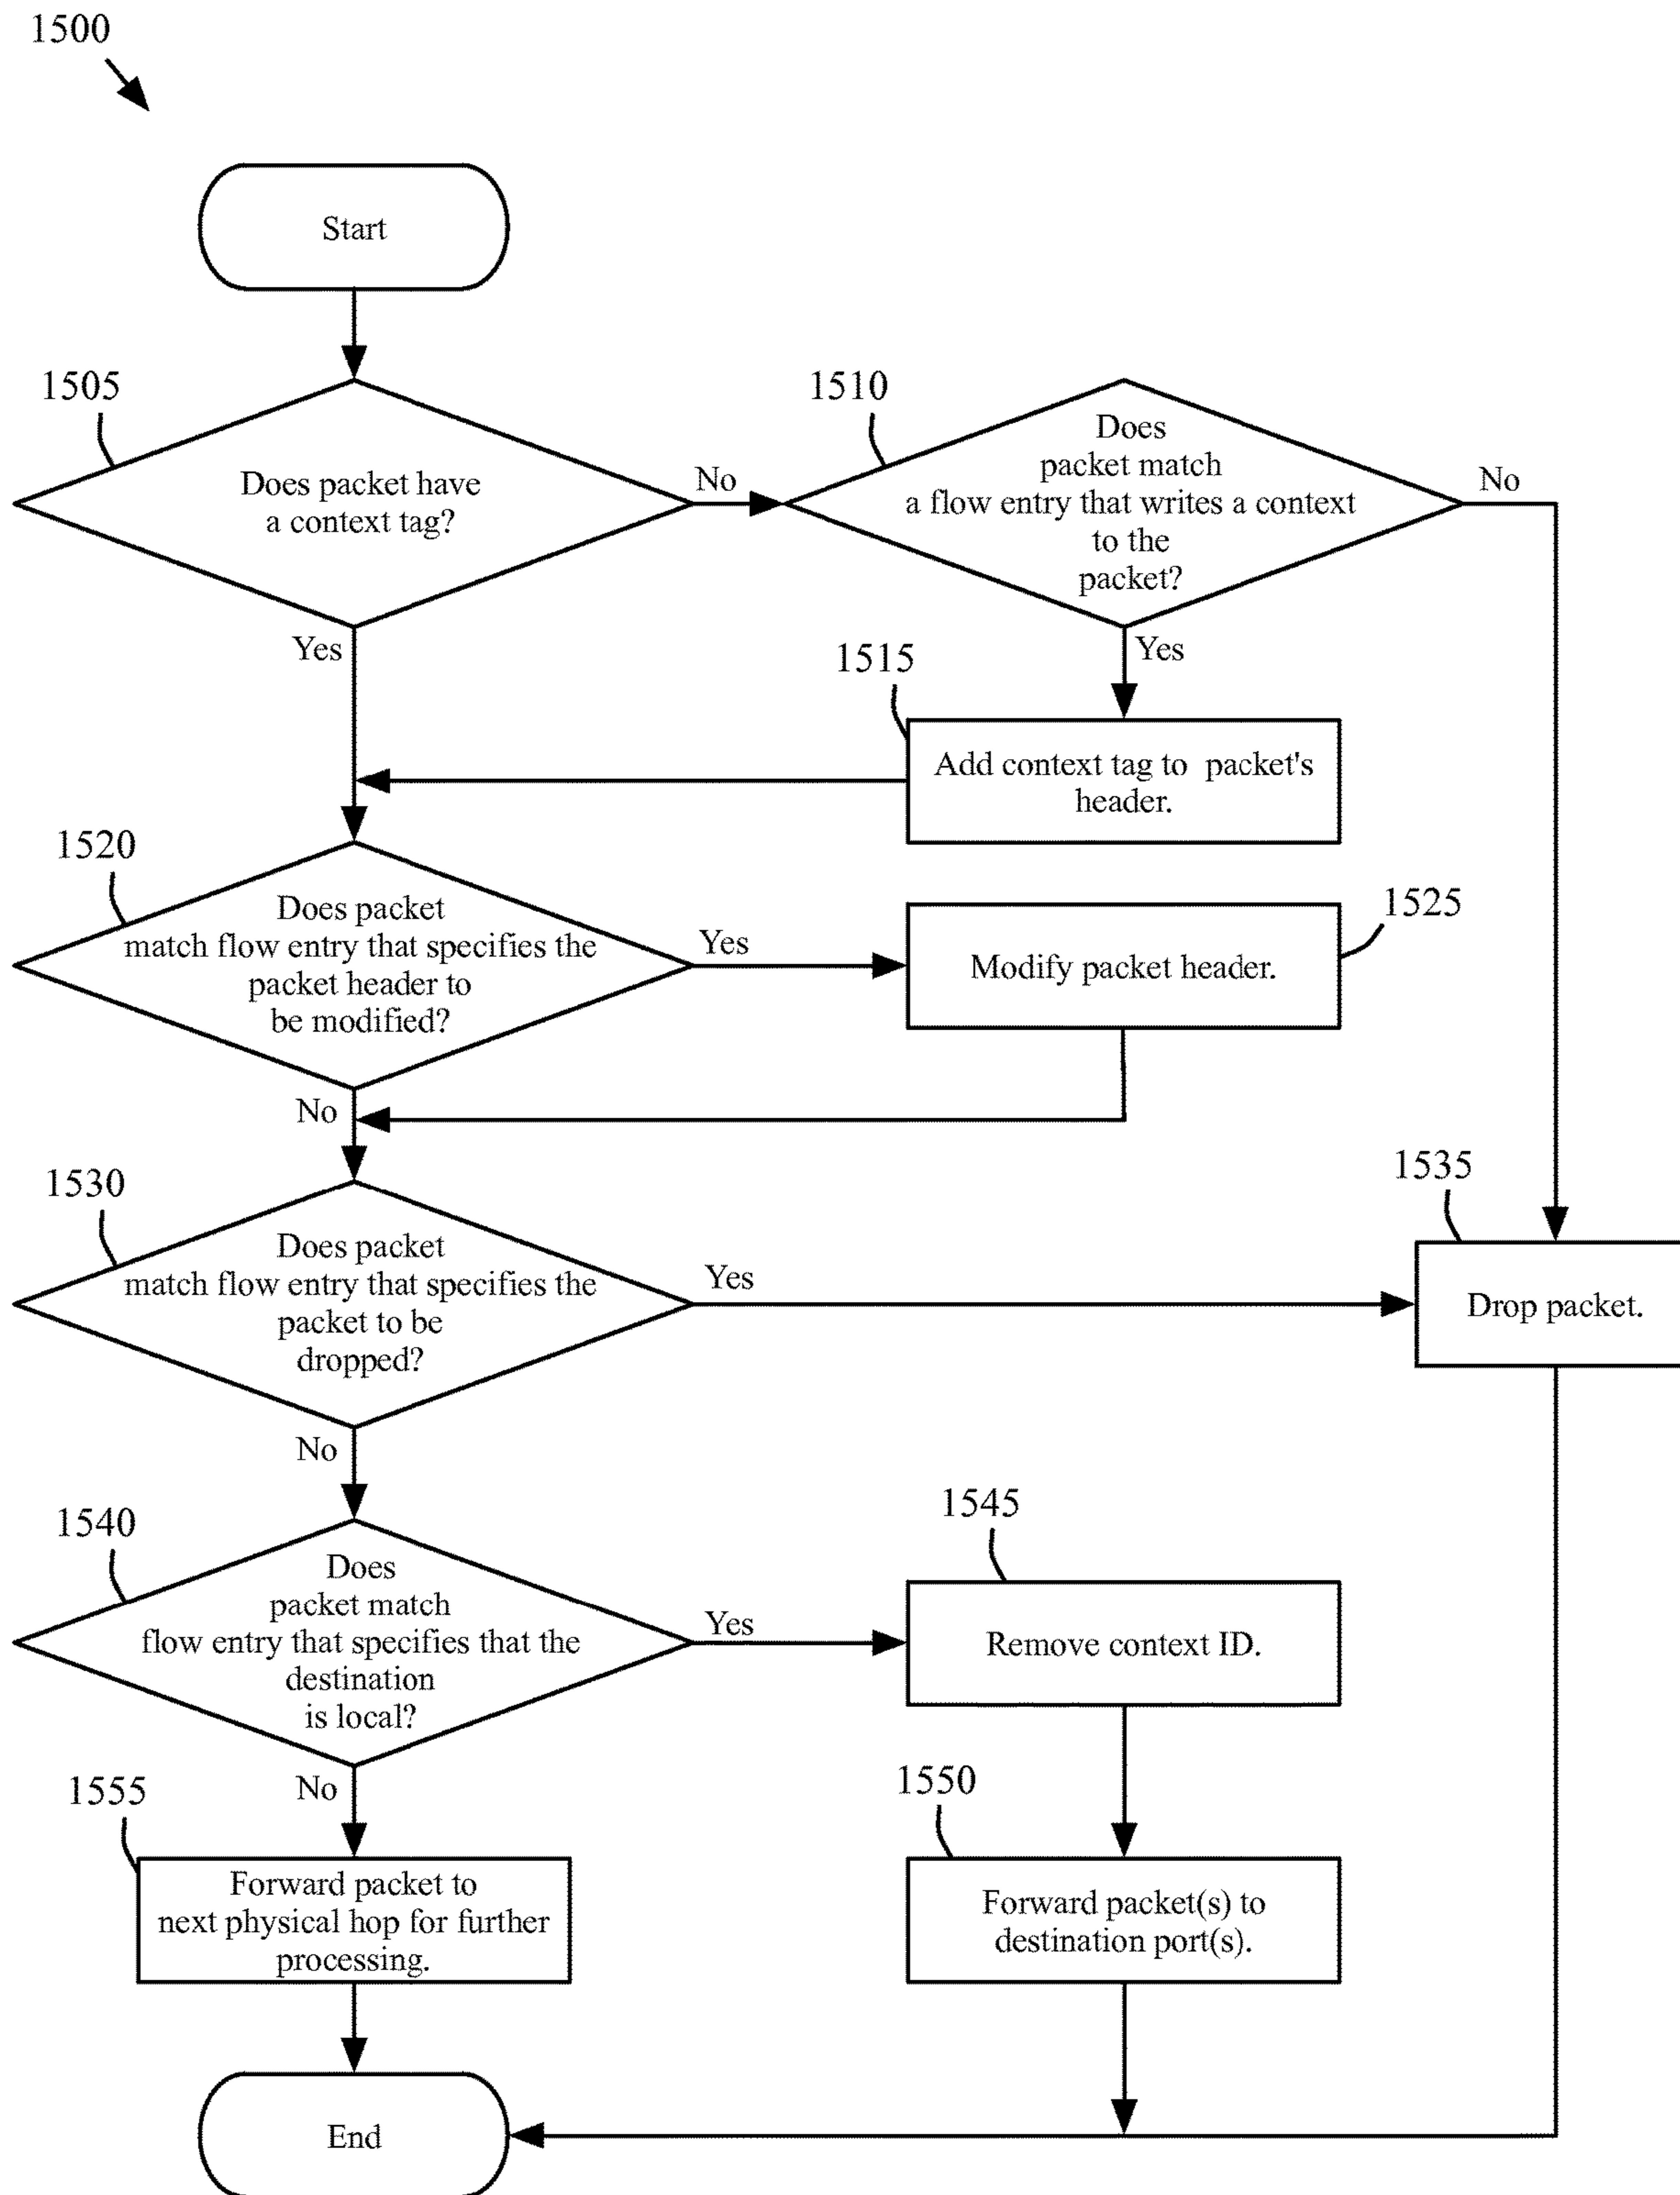 1500
Start
1505
Does packet have
a context tag?
No
1510
Does
packet match
a flow entry that writes a context
to the
packet?
No
Yes
Yes
1515
Add context tag to packet's
header.
1520
Does packet
match flow entry that specifies the
packet header to
be modified?
Yes
1525
Modify packet header.
No
1530
Does packet
match flow entry that specifies the
packet to be
dropped?
Yes
1535
Drop packet.
No
1540
Does
packet match
flow entry that specifies that the
destination
is local?
Yes
1545
Remove context ID.
No
1555
Forward packet to
next physical hop for further
processing.
1550
Forward packet(s) to
destination port(s).
End